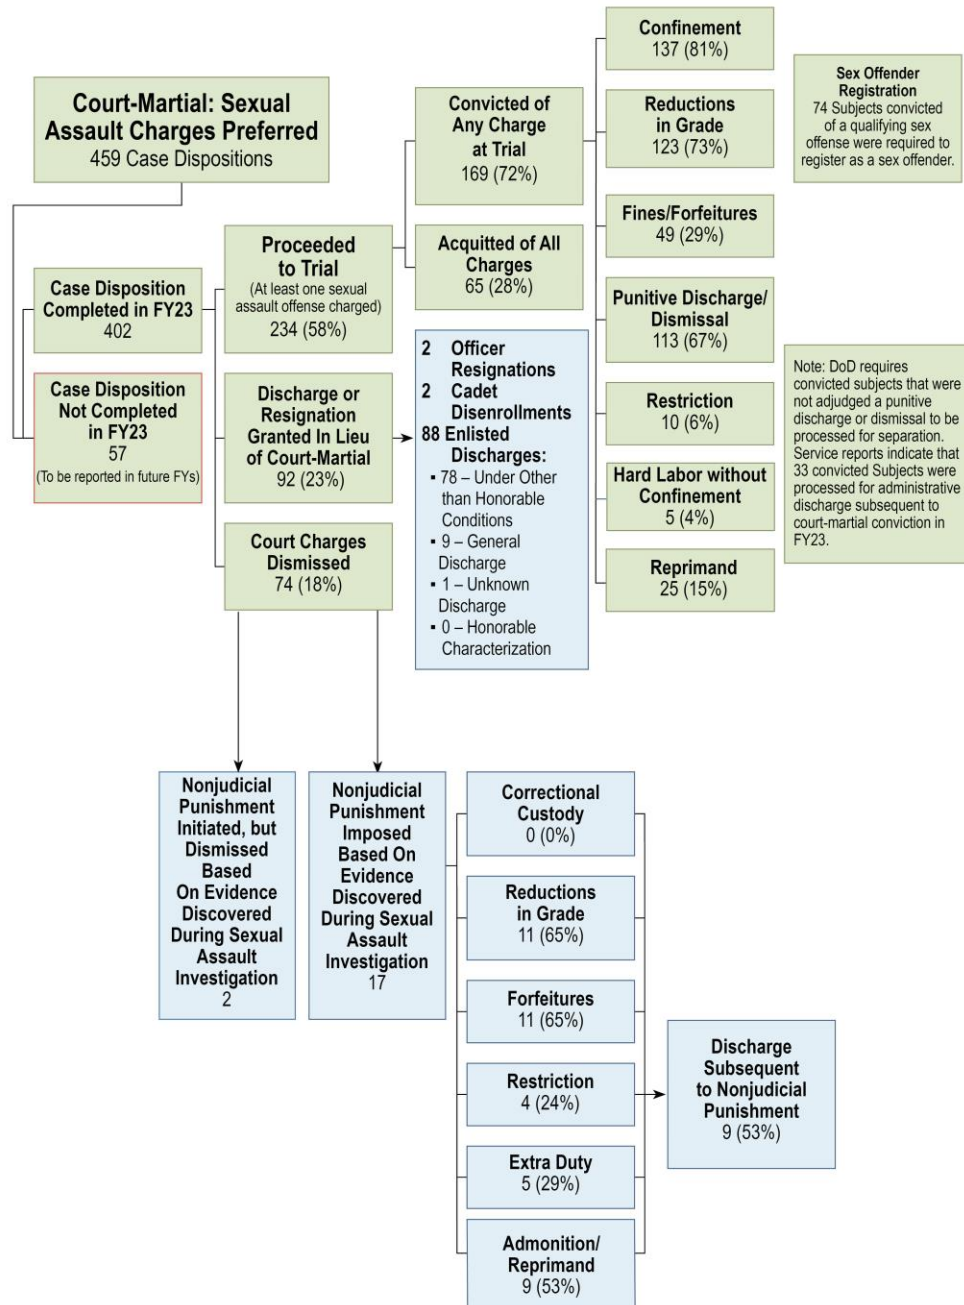 Court-Martial: Sexual
Assault Charges Preferred
459 Case Dispositions
Case Disposition
Completed in FY23
402
Case Disposition
Not Completed
in FY23
57
(To be reported in future FYs)
Proceeded
to Trial
(At least one sexual
assault offense charged)
234 (58%)
Discharge or
Resignation
Granted In Lieu
of Court-Martial
92 (23%)
Court Charges
Dismissed
74 (18%)
Convicted of
Any Charge
at Trial
169 (72%)
Acquitted of All
Charges
65 (28%)
2 Officer
Resignations
2 Cadet
Disenrollments
88 Enlisted
Discharges:
▪ 78 – Under Other
than Honorable
Conditions
▪ 9 – General
Discharge
▪ 1 – Unknown
Discharge
▪ 0 – Honorable
Characterization
Confinement
137 (81%)
Reductions
in Grade
123 (73%)
Fines/Forfeitures
49 (29%)
Punitive Discharge/
Dismissal
113 (67%)
Restriction
10 (6%)
Hard Labor without
Confinement
5 (4%)
Reprimand
25 (15%)
Sex Offender
Registration
74 Subjects convicted
of a qualifying sex
offense were required to
register as a sex offender.
Note: DoD requires
convicted subjects that were
not adjudged a punitive
discharge or dismissal to be
processed for separation.
Service reports indicate that
33 convicted Subjects were
processed for administrative
discharge subsequent to
court-martial conviction in
FY23.
Nonjudicial
Punishment
Initiated, but
Dismissed
Based
On Evidence
Discovered
During Sexual
Assault
Investigation
2
Nonjudicial
Punishment
Imposed
Based On
Evidence
Discovered
During Sexual
Assault
Investigation
17
Correctional
Custody
0 (0%)
Reductions
in Grade
11 (65%)
Forfeitures
11 (65%)
Restriction
4 (24%)
Extra Duty
5 (29%)
Admonition/
Reprimand
9 (53%)
Discharge
Subsequent
to Nonjudicial
Punishment
9 (53%)